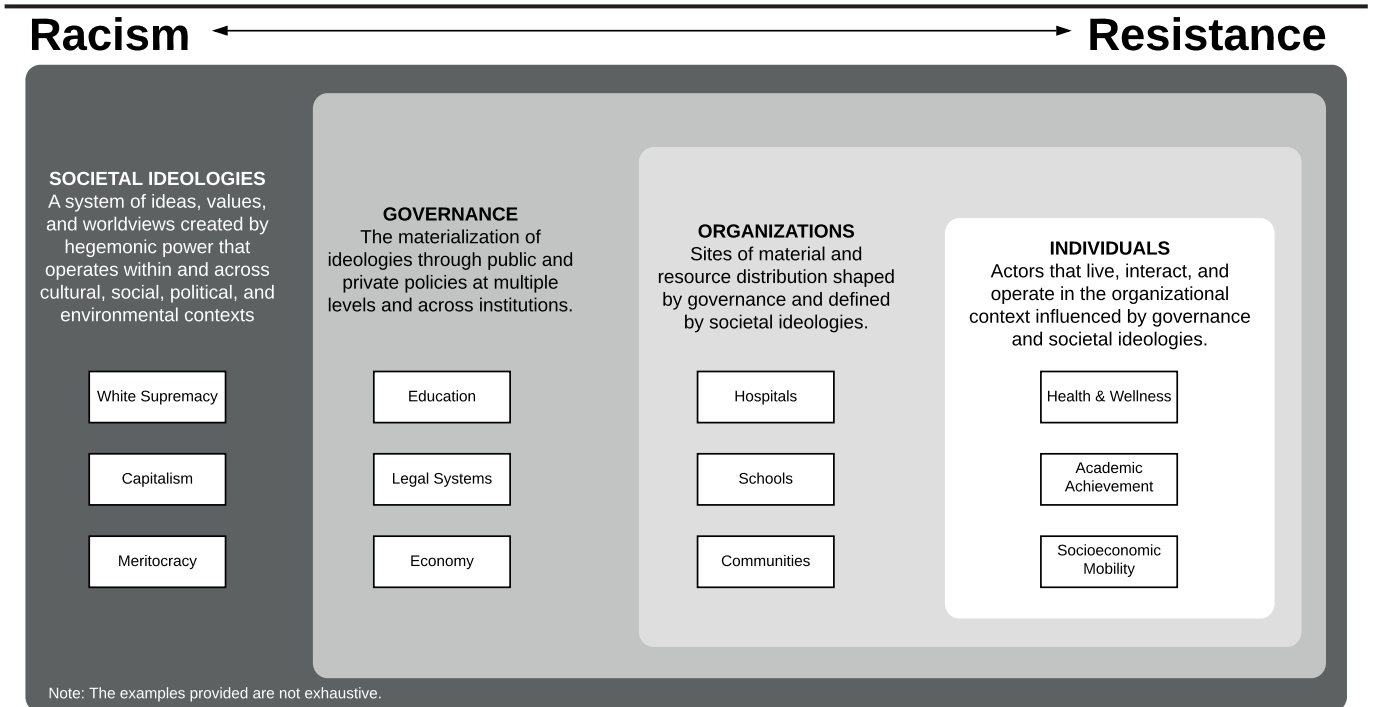 Racism
Resistance
SOCIETAL IDEOLOGIES
A system of ideas, values,
and worldviews created by
hegemonic power that
operates within and across
cultural, social, political, and
environmental contexts
White Supremacy
Capitalism
Meritocracy
GOVERNANCE
The materialization of
ideologies through public and
private policies at multiple
levels and across institutions.
Education
Legal Systems
Economy
ORGANIZATIONS
Sites of material and
resource distribution shaped
by governance and defined
by societal ideologies.
Hospitals
Schools
Communities
INDIVIDUALS
Actors that live, interact, and
operate in the organizational
context influenced by governance
and societal ideologies.
Health & Wellness
Academic
Achievement
Socioeconomic
Mobility
Note: The examples provided are not exhaustive.